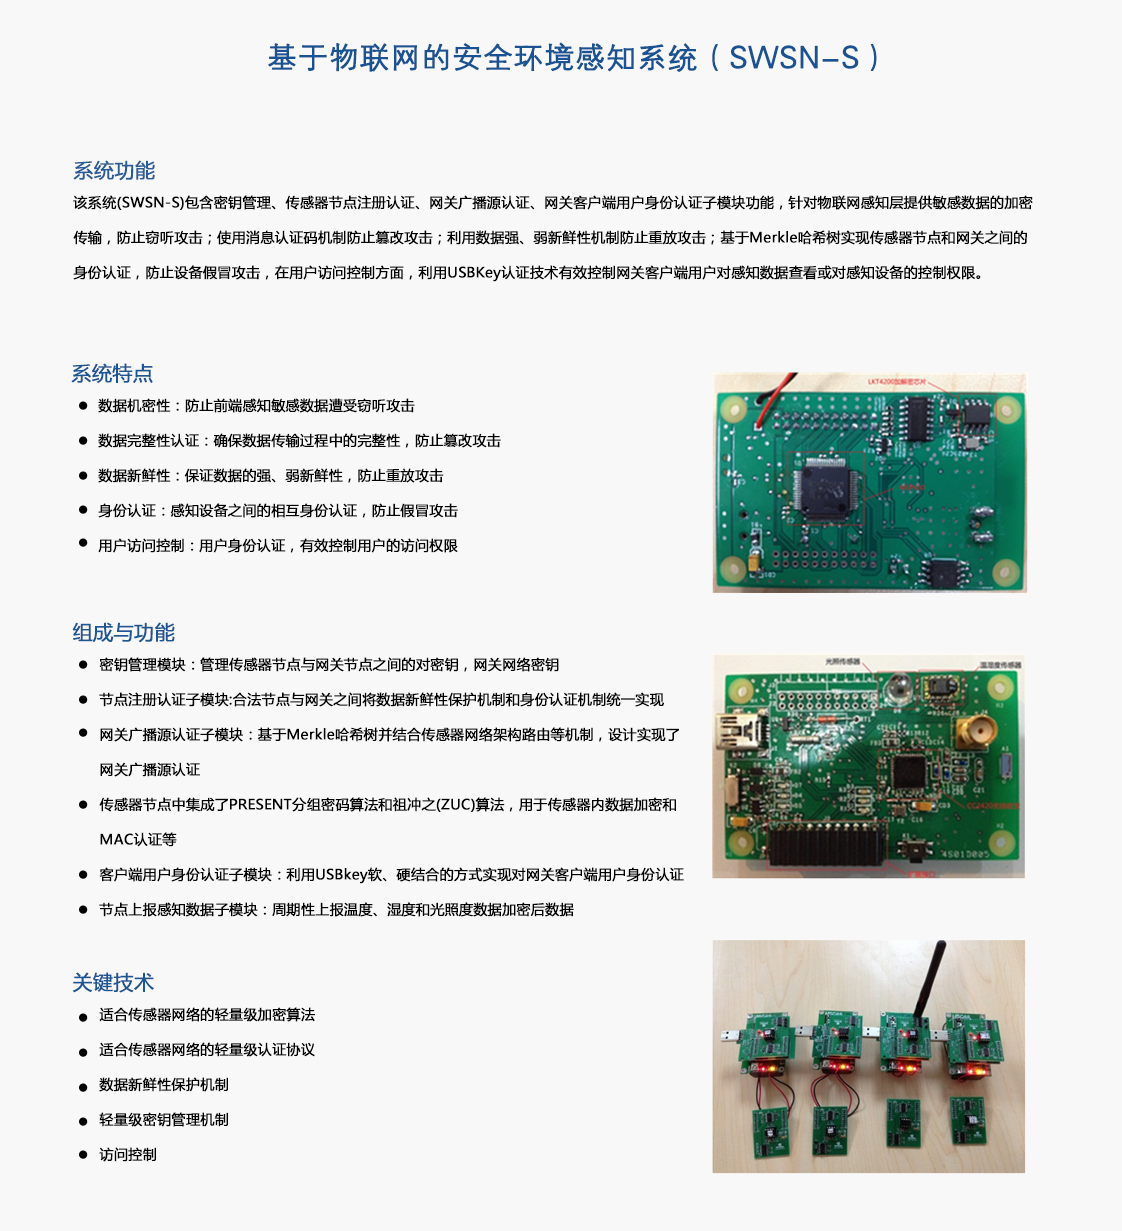 基于物联网的安全环境感知系统（SWSN-S）
系统功能
该系统(SWSN-S)包含密钥管理、传感器节点注册认证、网关广播源认证、网关客户端用户身份认证子模块功能，针对物联网感知层提供敏感数据的加密
传输，防止窃听攻击；使用消息认证码机制防止篡改攻击；利用数据强、弱新鲜性机制防止重放攻击；基于Merkle哈希树实现传感器节点和网关之间的
身份认证，防止设备假冒攻击，在用户访问控制方面，利用USBKey认证技术有效控制网关客户端用户对感知数据查看或对感知设备的控制权限。
系统特点
● 数据机密性：防止前端感知敏感数据遭受窃听攻击
● 数据完整性认证：确保数据传输过程中的完整性，防止篡改攻击
● 数据新鲜性：保证数据的强、弱新鲜性，防止重放攻击
● 身份认证：感知设备之间的相互身份认证，防止假冒攻击
● 用户访问控制：用户身份认证，有效控制用户的访问权限
LKT4200加解密芯片
组成与功能
● 密钥管理模块：管理传感器节点与网关节点之间的对密钥，网关网络密钥
● 节点注册认证子模块:合法节点与网关之间将数据新鲜性保护机制和身份认证机制统一实现
● 网关广播源认证子模块：基于Merkle哈希树并结合传感器网络架构路由等机制，设计实现了
网关广播源认证
● 传感器节点中集成了PRESENT分组密码算法和祖冲之(ZUC)算法，用于传感器内数据加密和
MAC认证等
● 客户端用户身份认证子模块：利用USBkey软、硬结合的方式实现对网关客户端用户身份认证
● 节点上报感知数据子模块：周期性上报温度、湿度和光照度数据加密后数据
光照传感器
温湿度传感器
关键技术
● 适合传感器网络的轻量级加密算法
● 适合传感器网络的轻量级认证协议
● 数据新鲜性保护机制
● 轻量级密钥管理机制
● 访问控制